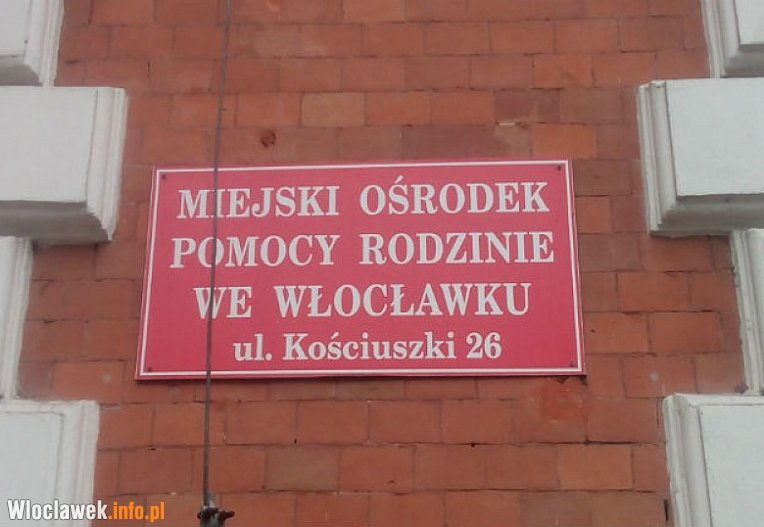 MIEJSKI OŚRODEK
POMOCY RODZINIE
WE WŁOCŁAWKU
ul. Kościuszki 26
Wloclawek.info.pl